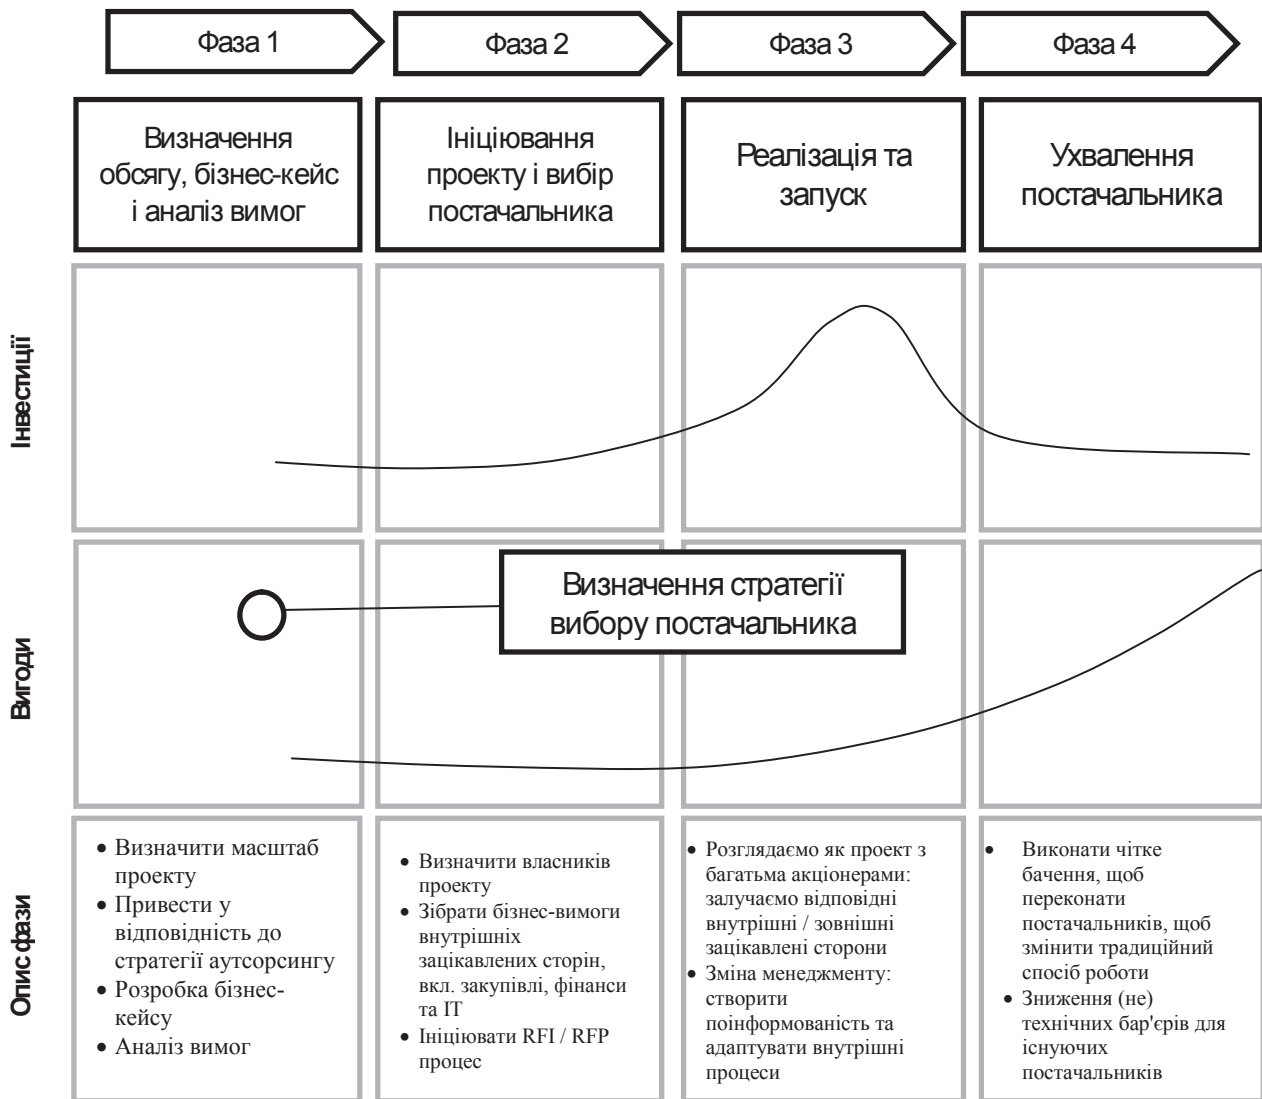 Фаза 1
Фаза 2
Фаза 3
Фаза 4
Визначення
обсягу, бізнес-кейс
і аналіз вимог
Ініціювання
проекту і вибір
постачальника
Реалізація та
запуск
Ухвалення
постачальника
Інвестиції
Вигоди
Визначення стратегії
вибору постачальника
Опис фази
• Визначити масштаб
проекту
• Привести у
відповідність до
стратегії аутсорсингу
• Розробка бізнес-
кейсу
• Аналіз вимог
• Визначити власників
проекту
• Зібрати бізнес-вимоги
внутрішніх
зацікавлених сторін,
вкл. закупівлі, фінанси
та ІТ
• Ініціювати RFI / RFP
процес
• Розглядаємо як проект з
багатьма акціонерами:
залучаємо відповідні
внутрішні / зовнішні
зацікавлені сторони
• Зміна менеджменту:
створити
поінформованість та
адаптувати внутрішні
процеси
• Виконати чітке
бачення, щоб
переконати
постачальників, щоб
змінити традиційний
спосіб роботи
• Зниження (не)
технічних бар'єрів для
існуючих
постачальників